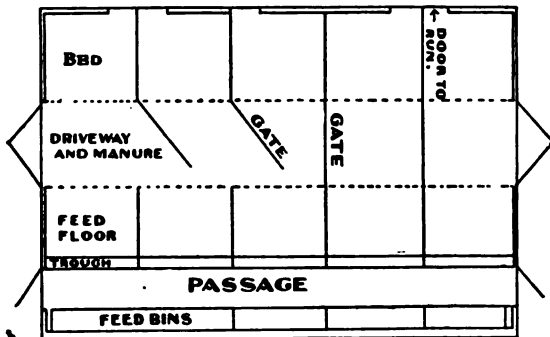 BED
↑ DOOR TO
RUN.
DRIVEWAY
AND MANURE
GATE
GATE
FEED
FLOOR
TROUGH
PASSAGE
FEED BINS